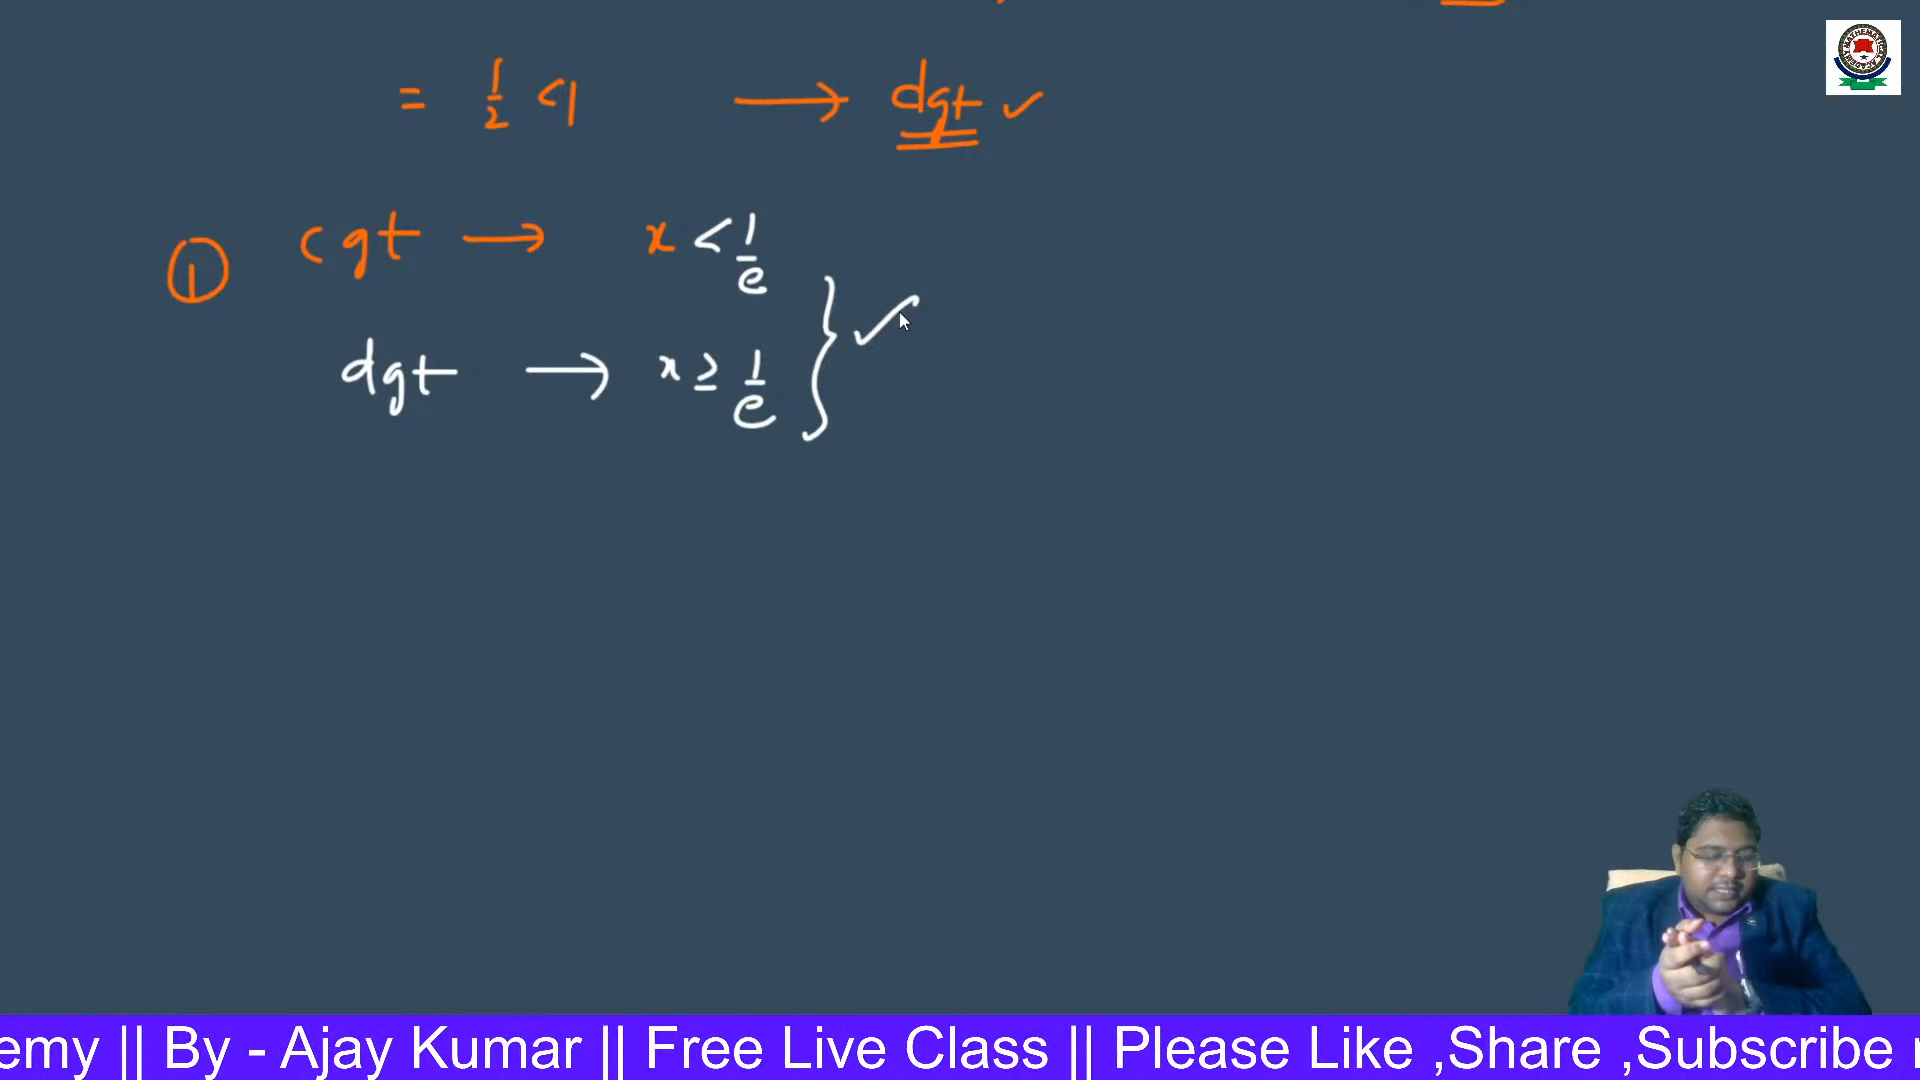 = 1/2 < 1 → dgt ✓
① cgt → x < 1/e
dgt → x ≥ 1/e } ✓
emy || By - Ajay Kumar || Free Live Class || Please Like ,Share ,Subscribe